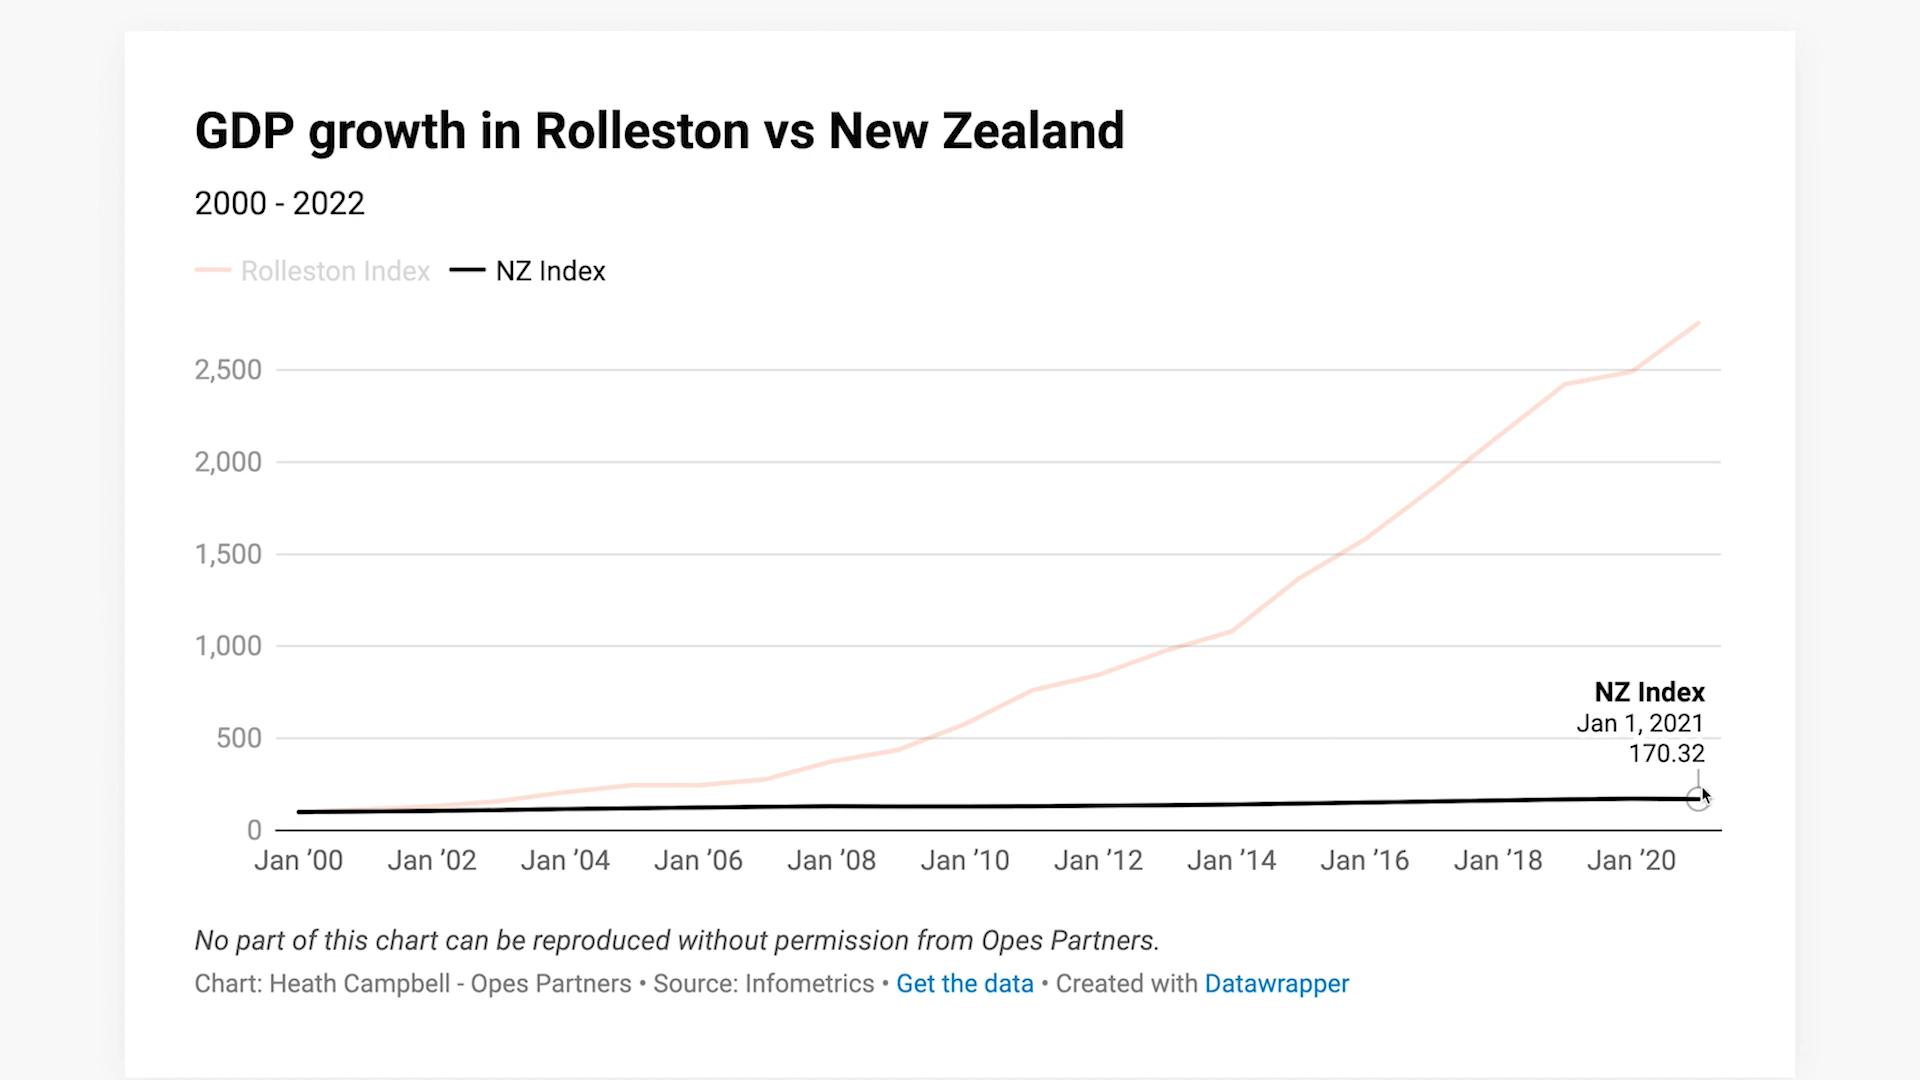 GDP growth in Rolleston vs New Zealand
2000 - 2022
Rolleston Index NZ Index
2,500
2,000
1,500
1,000
500
0
NZ Index
Jan 1, 2021
170.32
Jan ’00 Jan ’02 Jan ’04 Jan ’06 Jan ’08 Jan ’10 Jan ’12 Jan ’14 Jan ’16 Jan ’18 Jan ’20
No part of this chart can be reproduced without permission from Opes Partners.
Chart: Heath Campbell - Opes Partners • Source: Infometrics • Get the data • Created with Datawrapper